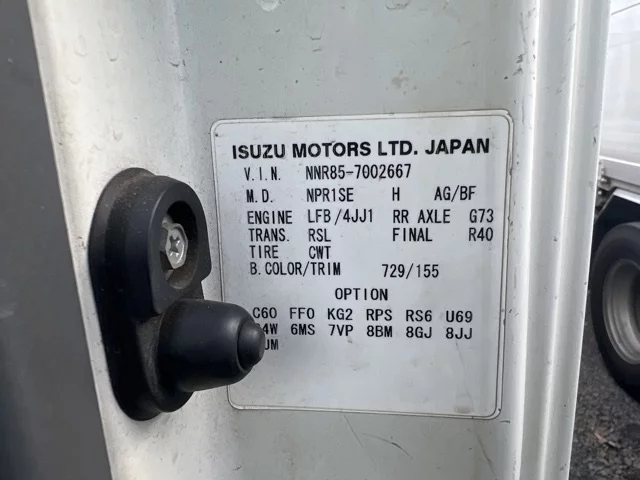 ISUZU MOTORS LTD. JAPAN
V.I.N. NNR85-7002667
M.D. NPR1SE H AG/BF
ENGINE LFB/4JJ1 RR AXLE G73
TRANS. RSL FINAL R40
TIRE CWT
B.COLOR/TRIM 729/155
OPTION
C60 FF0 KG2 RPS RS6 U69
6MS 7VP 8BM 8GJ 8JJ